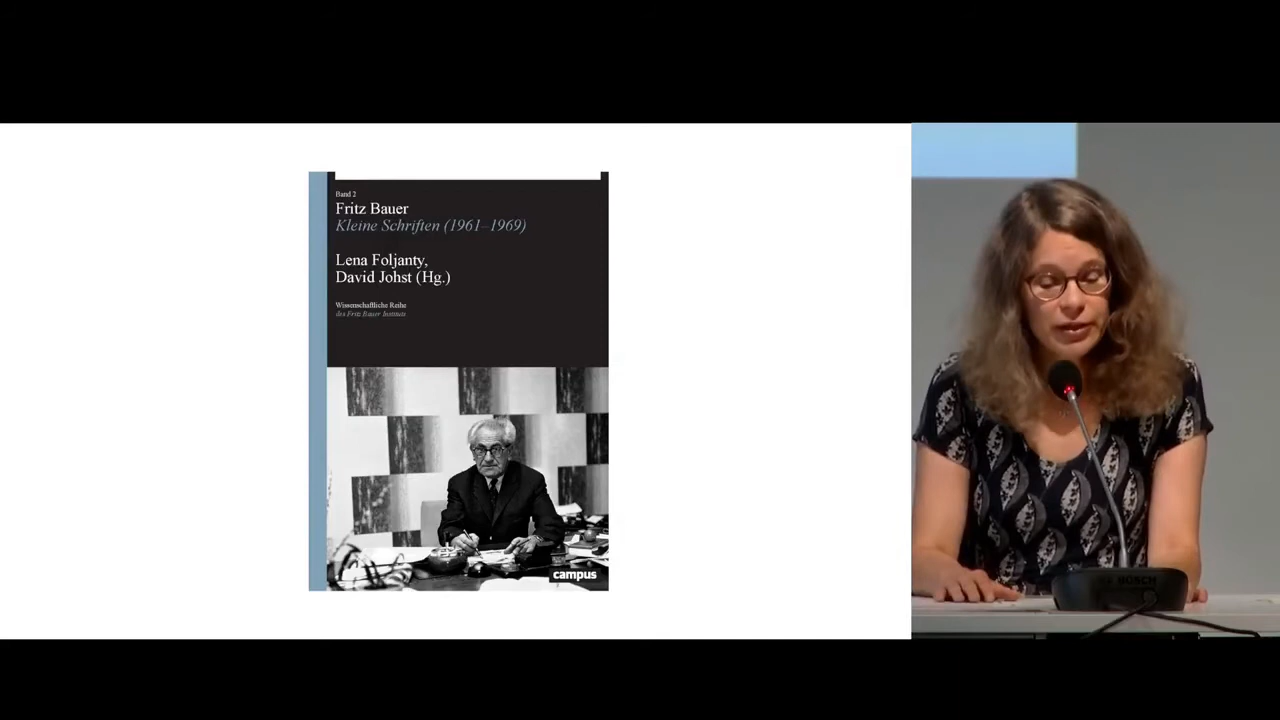 Band 2
Fritz Bauer
Kleine Schriften (1961–1969)
Lena Foljanty,
David Johst (Hg.)
Wissenschaftliche Reihe
des Fritz Bauer Instituts
campus
BOSCH